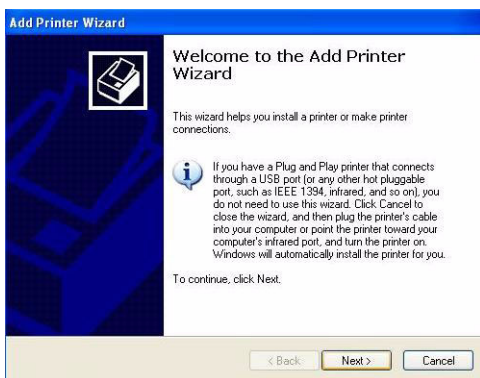 Add Printer Wizard
Welcome to the Add Printer
Wizard
This wizard helps you install a printer or make printer
connections.
If you have a Plug and Play printer that connects
through a USB port (or any other hot pluggable
port, such as IEEE 1394, infrared, and so on), you
do not need to use this wizard. Click Cancel to
close the wizard, and then plug the printer's cable
into your computer or point the printer toward your
computer's infrared port, and turn the printer on.
Windows will automatically install the printer for you.
To continue, click Next.
< Back
Next >
Cancel